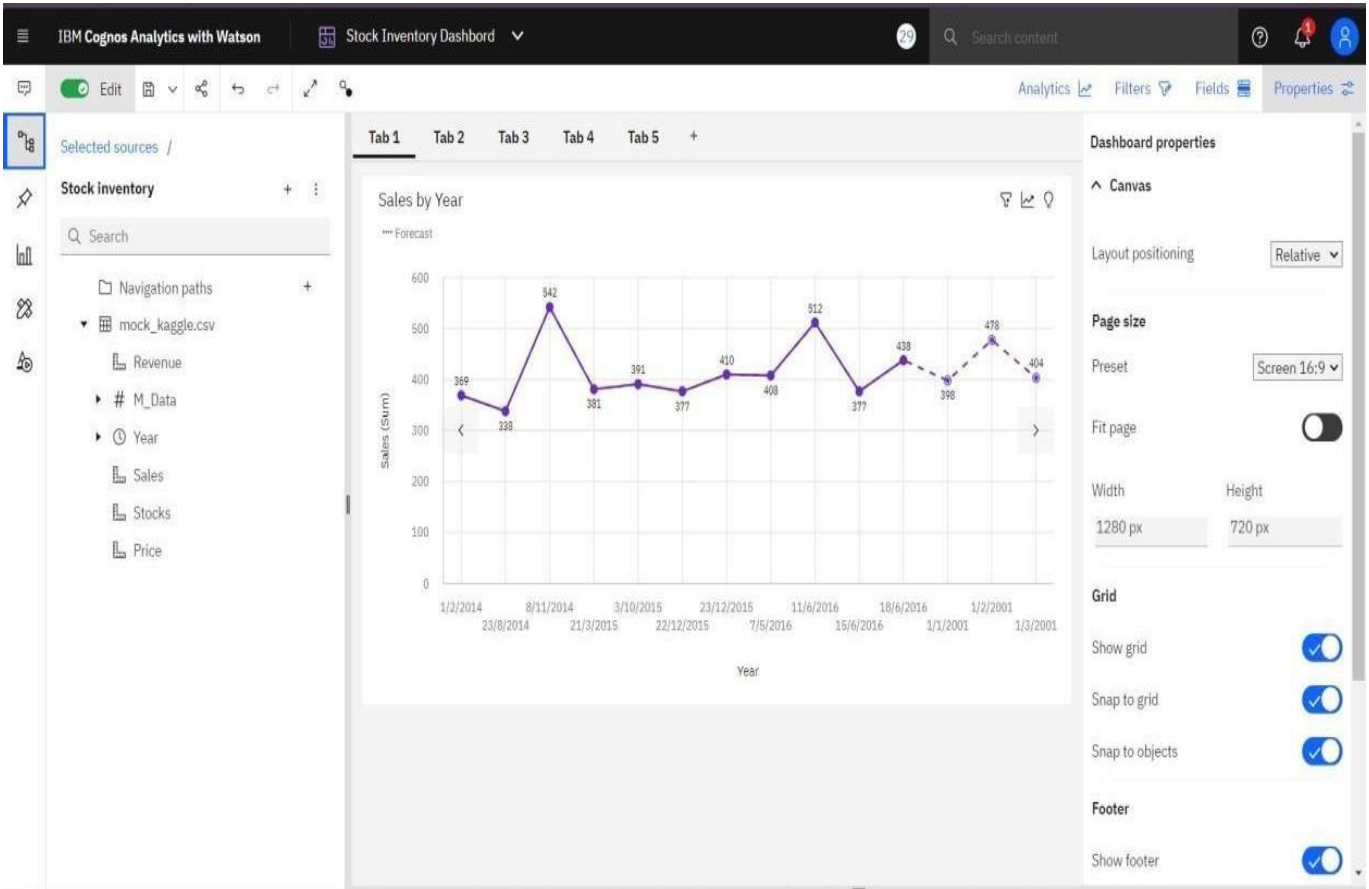 IBM Cognos Analytics with Watson
Stock Inventory Dashbord
29
Search content
1
Edit
Analytics
Filters
Fields
Properties
Selected sources /
Stock inventory
Search
Navigation paths
mock_kaggle.csv
Revenue
# M_Data
Year
Sales
Stocks
Price
Tab 1 Tab 2 Tab 3 Tab 4 Tab 5 +
Sales by Year
Forecast
Sales (Sum)
600
500
400
300
200
100
0
369
338
542
381
391
377
410
408
512
377
438
398
478
404
1/2/2014 8/11/2014 3/10/2015 23/12/2015 11/6/2016 18/6/2016 1/2/2001
23/8/2014 21/3/2015 22/12/2015 7/5/2016 15/6/2016 1/1/2001 1/3/2001
Year
Dashboard properties
Canvas
Layout positioning Relative
Page size
Preset Screen 16:9
Fit page
Width Height
1280 px 720 px
Grid
Show grid
Snap to grid
Snap to objects
Footer
Show footer